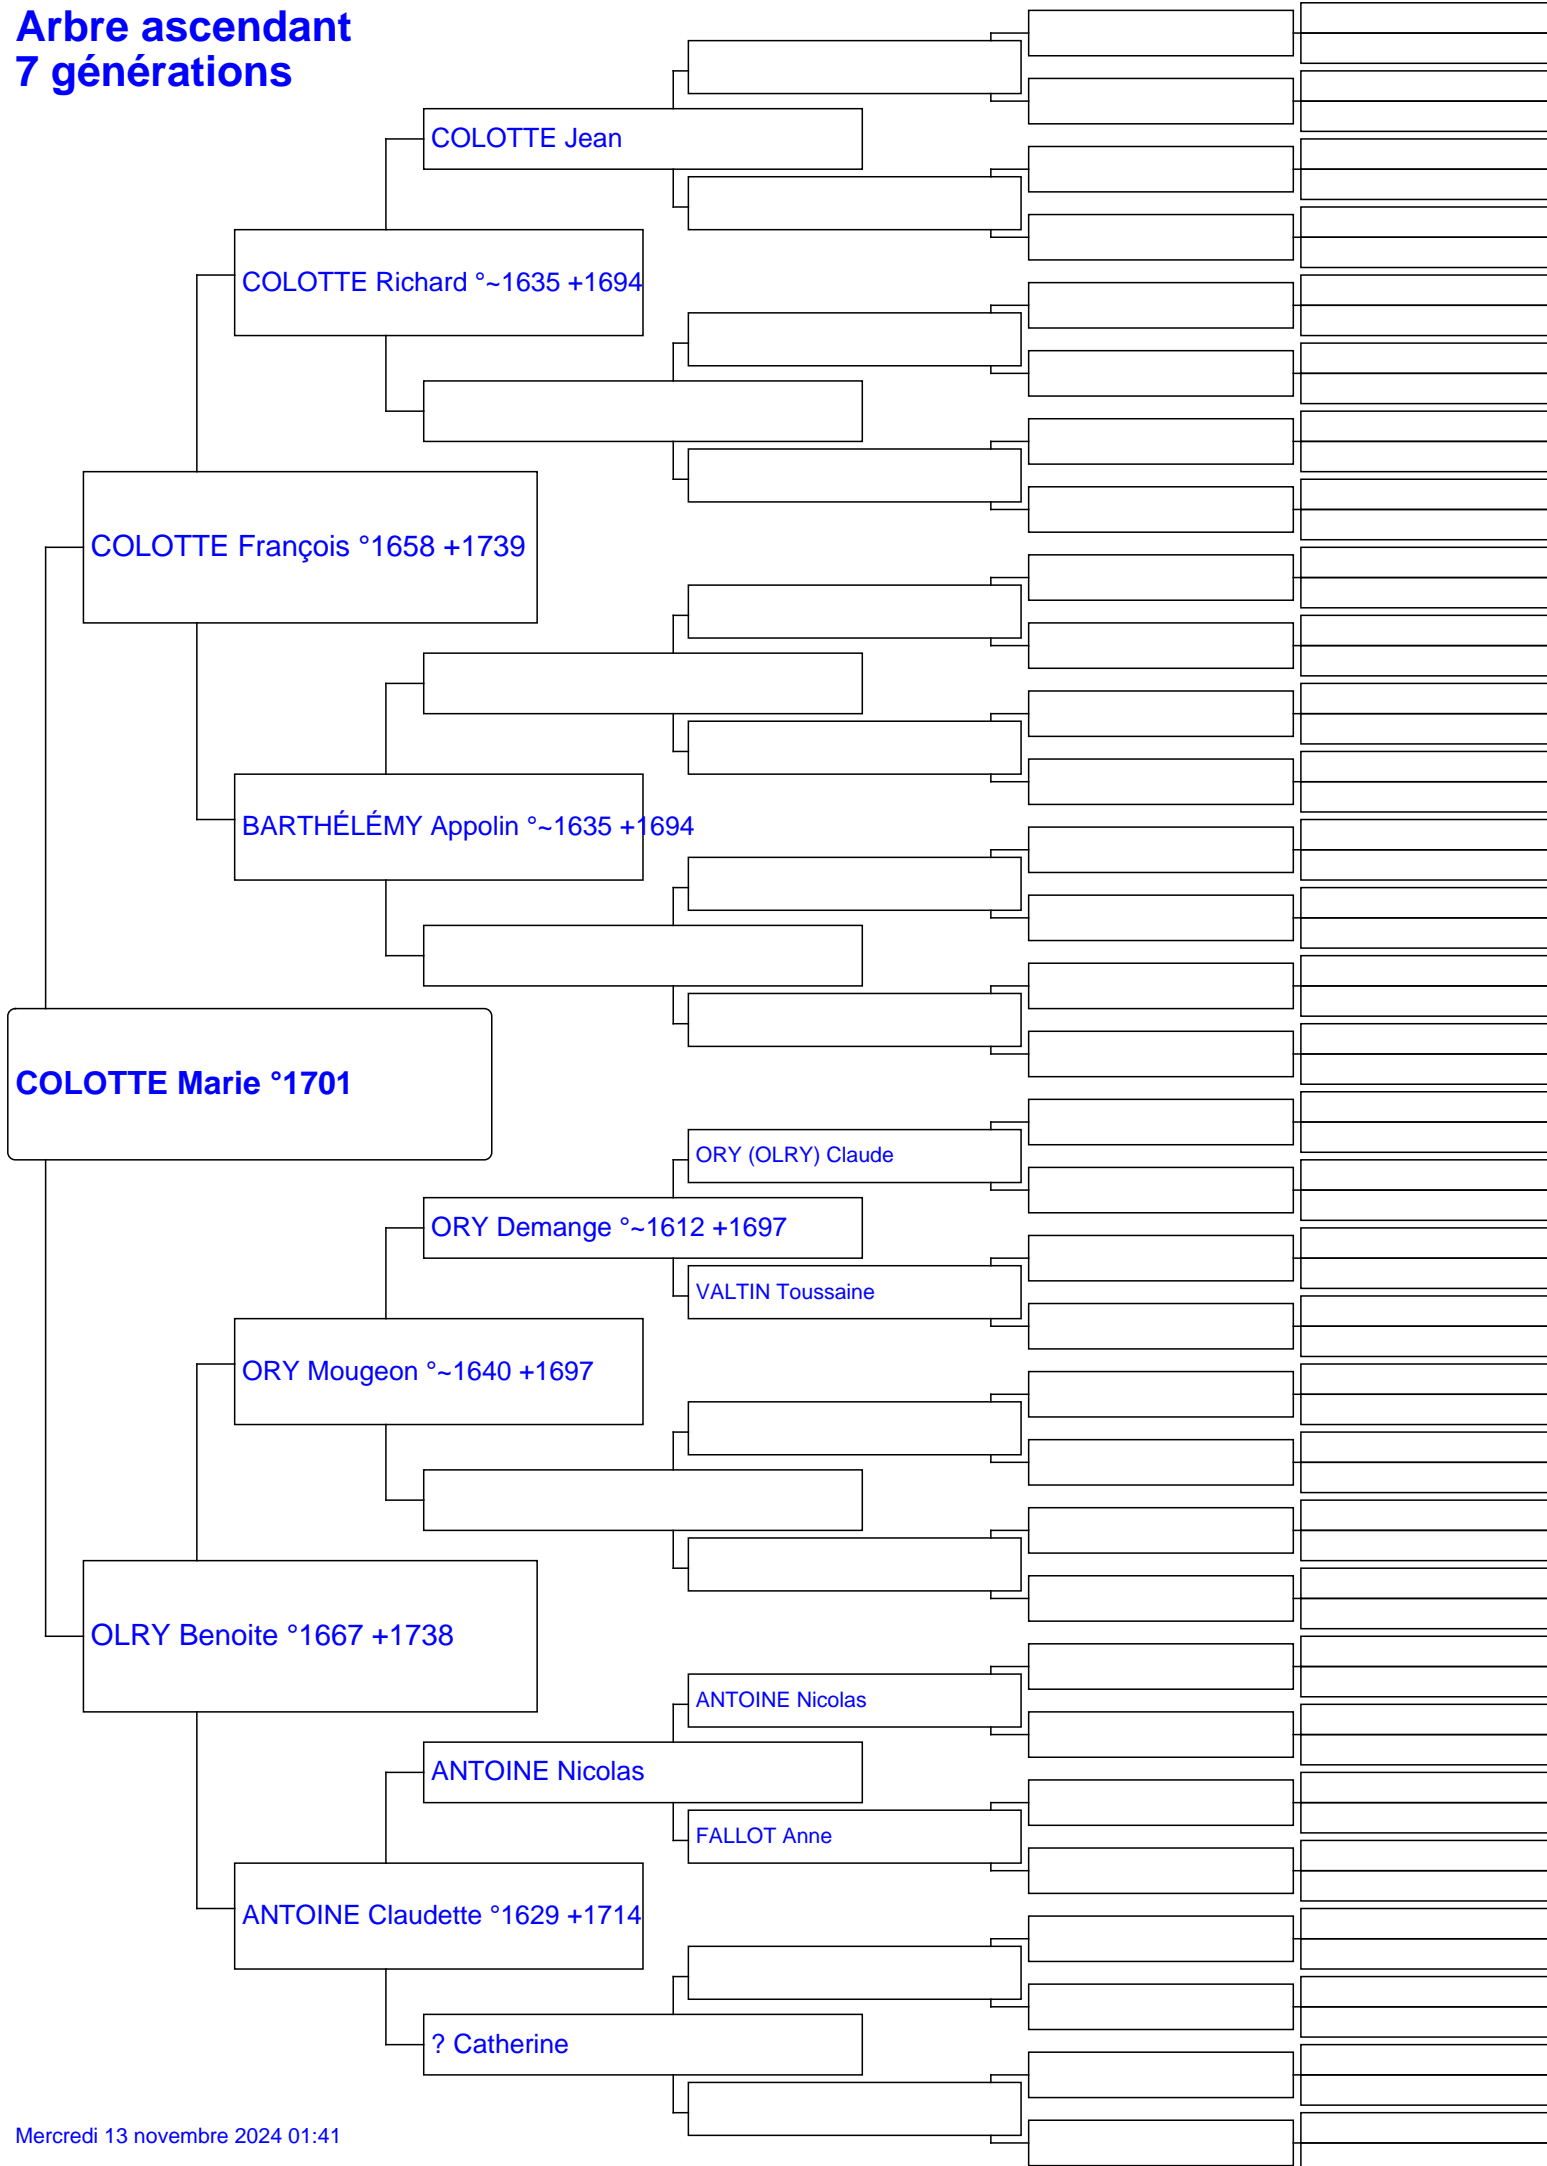 Arbre ascendant
7 générations
COLOTTE Jean
COLOTTE Richard °~1635 +1694
COLOTTE François °1658 +1739
BARTHÉLÉMY Appolin °~1635 +1694
COLOTTE Marie °1701
ORY (OLRY) Claude
ORY Demange °~1612 +1697
VALTIN Toussaine
ORY Mougeon °~1640 +1697
OLRY Benoite °1667 +1738
ANTOINE Nicolas
ANTOINE Nicolas
FALLOT Anne
ANTOINE Claudette °1629 +1714
? Catherine
Mercredi 13 novembre 2024 01:41